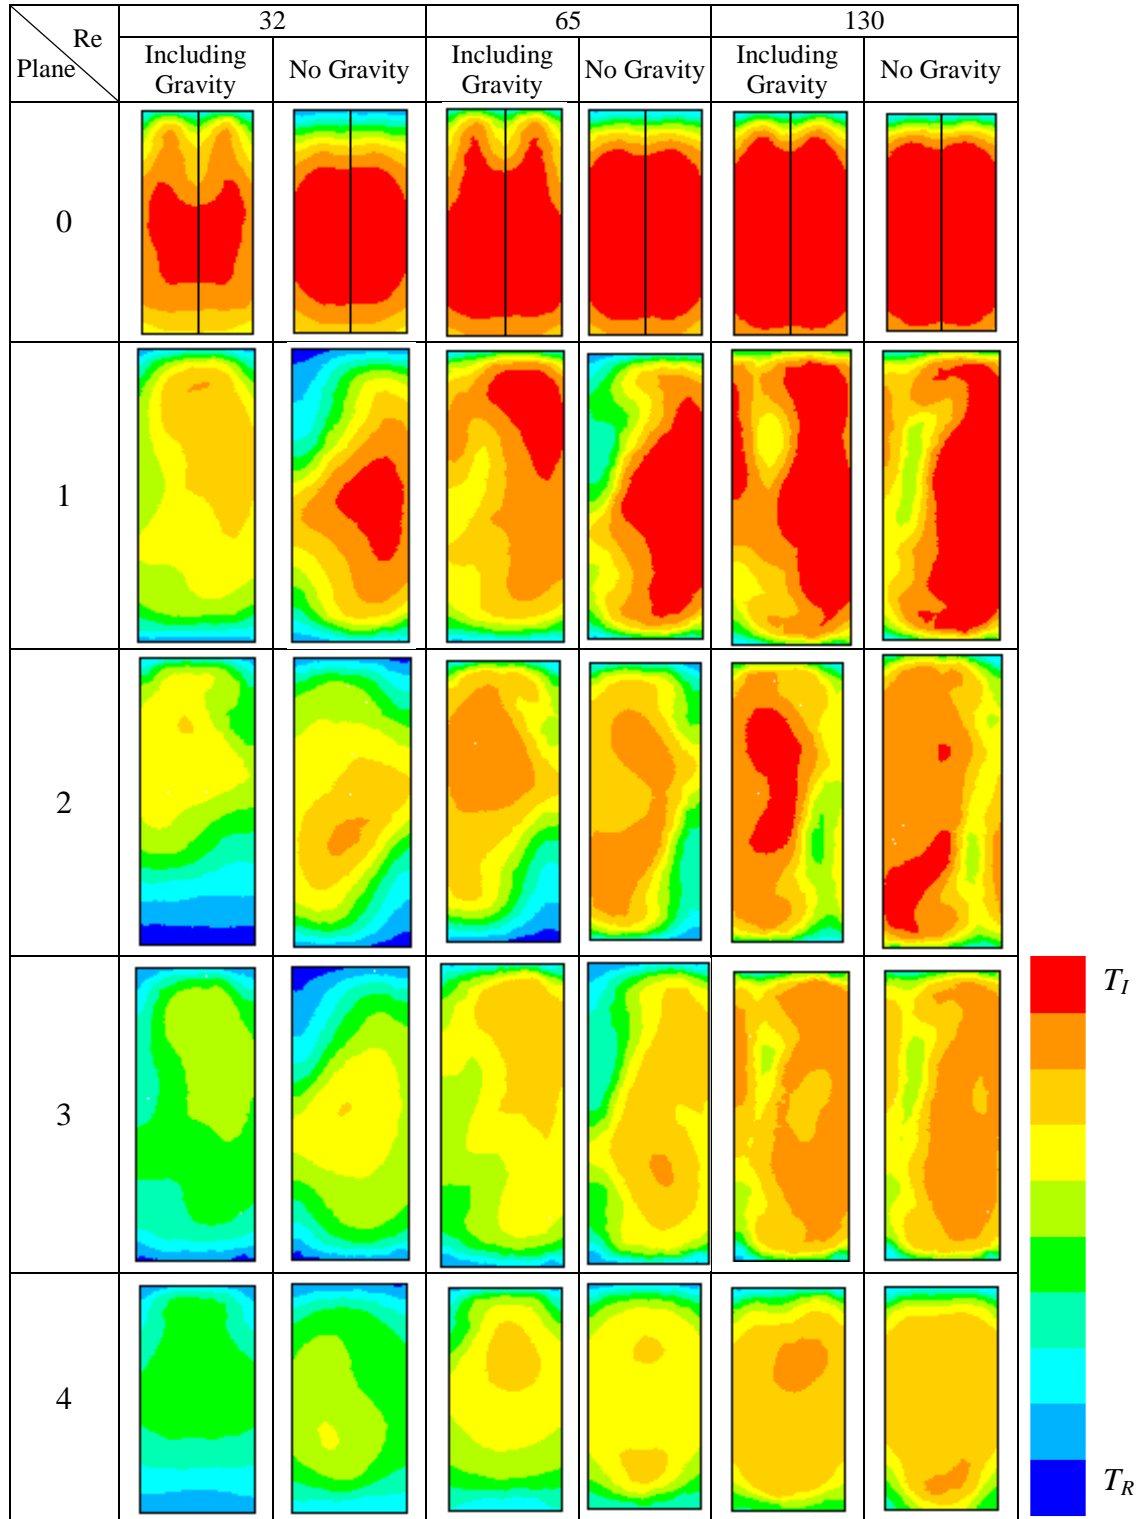 Re
Plane
32
65
130
Including
Gravity
No Gravity
Including
Gravity
No Gravity
Including
Gravity
No Gravity
0
1
2
3
4
T_I
T_R